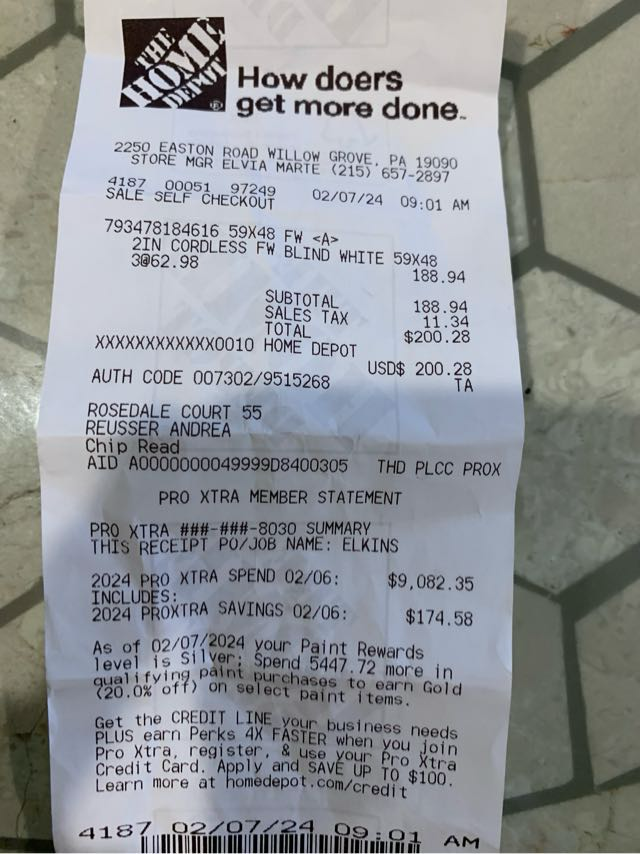 THE
HOME
DEPOT
How doers
get more done.
2250 EASTON ROAD WILLOW GROVE, PA 19090
STORE MGR ELVIA MARTE (215) 657-2897
4187 00051 97249 02/07/24 09:01 AM
SALE SELF CHECKOUT
793478184616 59X48 FW <A>
2IN CORDLESS FW BLIND WHITE 59X48
3@62.98 188.94
SUBTOTAL 188.94
SALES TAX 11.34
TOTAL $200.28
XXXXXXXXXXXX0010 HOME DEPOT
USD$ 200.28
AUTH CODE 007302/9515268 TA
ROSEDALE COURT 55
REUSSER ANDREA
Chip Read
AID A0000000049999D8400305 THD PLCC PROX
PRO XTRA MEMBER STATEMENT
PRO XTRA ###-###-8030 SUMMARY
THIS RECEIPT PO/JOB NAME: ELKINS
2024 PRO XTRA SPEND 02/06: $9,082.35
INCLUDES:
2024 PROXTRA SAVINGS 02/06: $174.58
As of 02/07/2024 your Paint Rewards
level is Silver; Spend 5447.72 more in
qualifying paint purchases to earn Gold
(20.0% off) on select paint items.
Get the CREDIT LINE your business needs
PLUS earn Perks 4X FASTER when you join
Pro Xtra, register, & use your Pro Xtra
Credit Card. Apply and SAVE UP TO $100.
Learn more at homedepot.com/credit
4187 02/07/24 09:01 AM